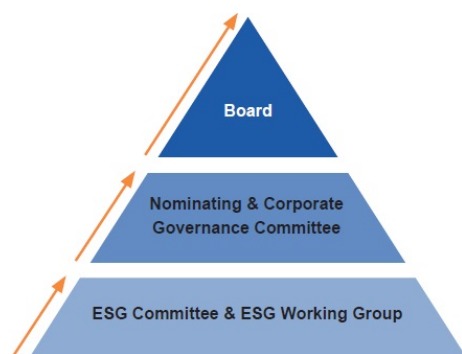 Board
Nominating & Corporate
Governance Committee
ESG Committee & ESG Working Group